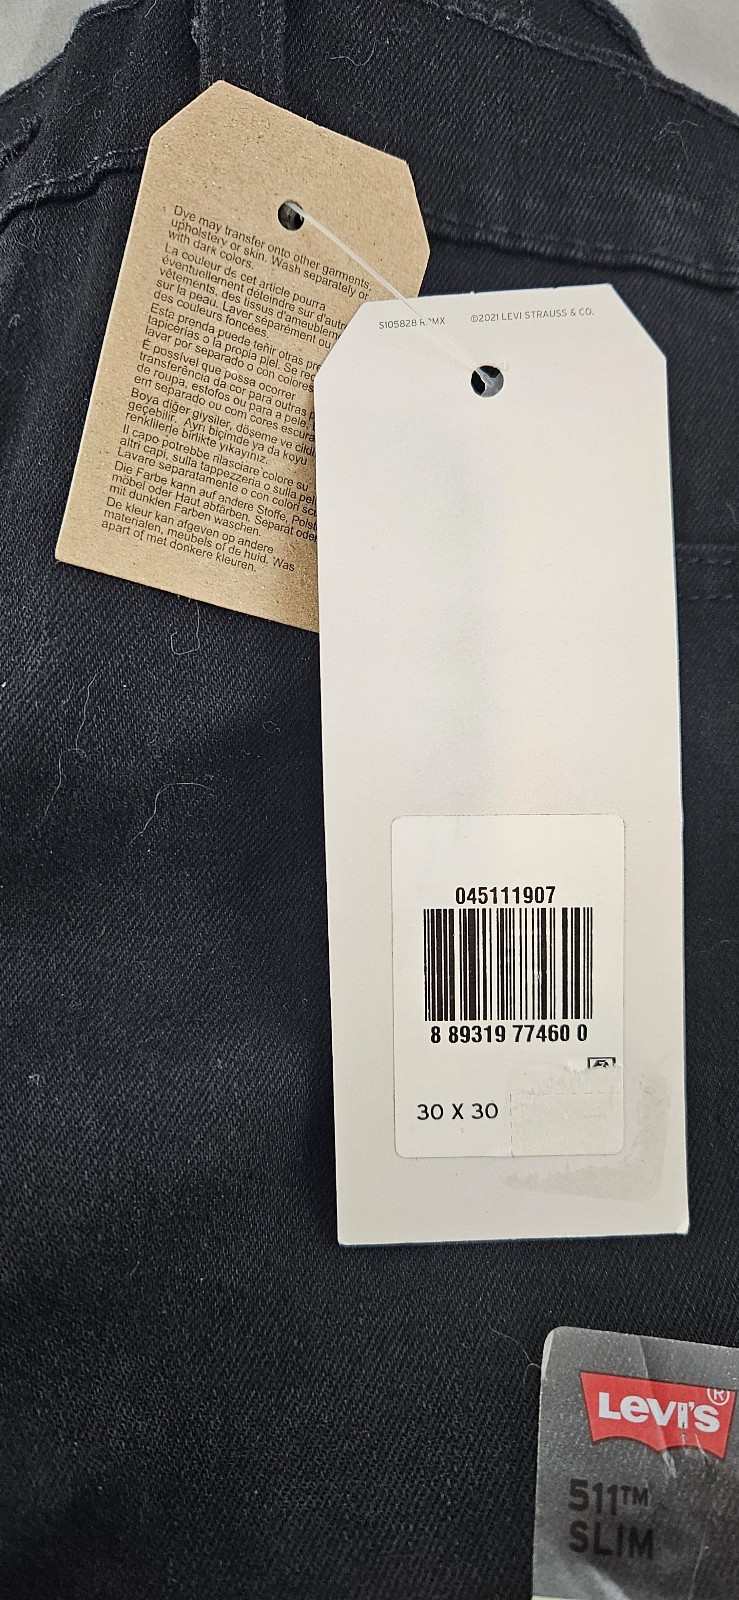 Dye may transfer onto other garments,
upholstery or skin. Wash separately or
with dark colors.
La couleur de cet article pourra
éventuellement déteindre sur d'autr
vêtements, des tissus d'ameublem
sur la peau. Laver séparément ou
des couleurs foncées.
Esta prenda puede teñir otras pre
tapicerías o la propia piel. Se rec
lavar por separado o con colores
É possível que possa ocorrer
transferência da cor para outras p
de roupa, estofos ou para a pele.
em separado ou com cores escura
Boya diğer giysiler, döşeme ve cildi
geçebilir. Ayrı biçimde ya da koyu
renklilerle birlikte yıkayınız.
Il capo potrebbe rilasciare colore su
altri capi, sulla tappezzeria o sulla pell
Lavare separatamente o con colori scu
Die Farbe kann auf andere Stoffe, Polst
möbel oder Haut abfärben. Separat oder
mit dunklen Farben waschen.
De kleur kan afgeven op andere
materialen, meubels of de huid. Was
apart of met donkere kleuren.
S105828 ©2021 LEVI STRAUSS & CO.
045111907
8 89319 77460 0
30 X 30
LEVI'S®
511™
SLIM